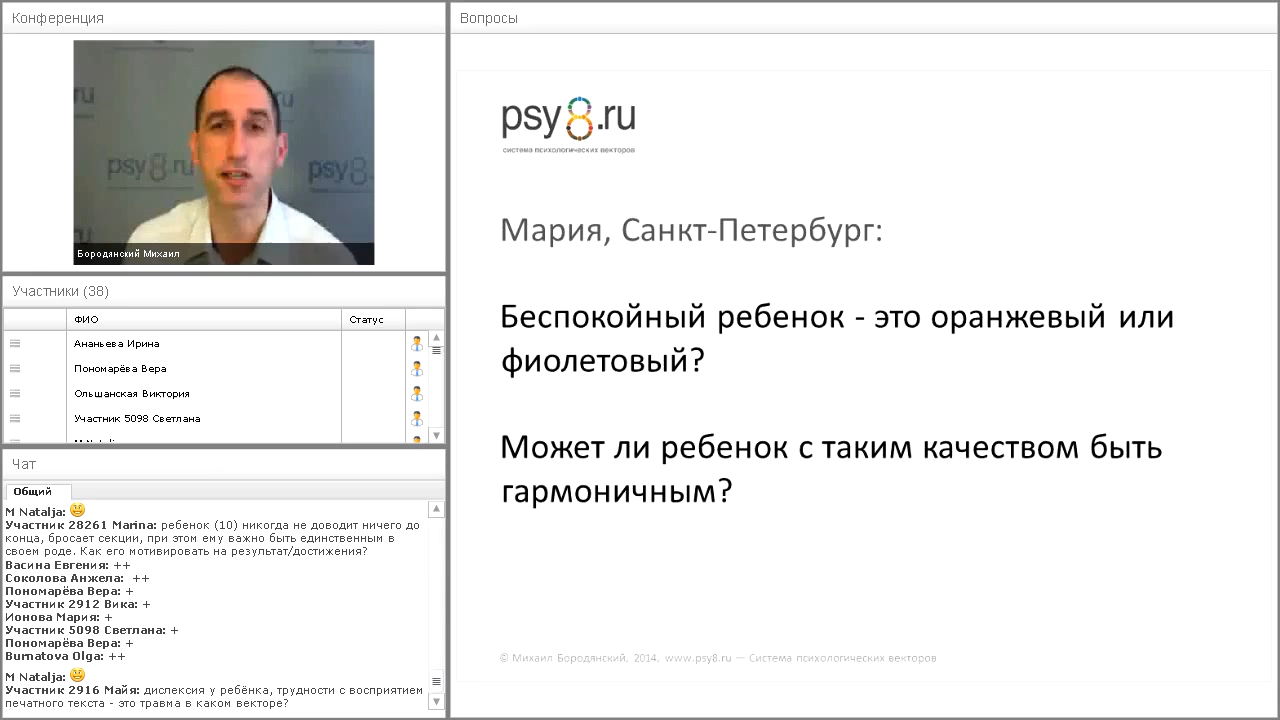 Конференция
psy8.ru
psy8
Бородянский Михаил
Участники (38)
ФИО
Статус
Ананьева Ирина
Пономарёва Вера
Ольшанская Виктория
Участник 5098 Светлана
Чат
Общий
M Natalja:
Участник 28261 Marina: ребенок (10) никогда не доводит ничего до
конца, бросает секции, при этом ему важно быть единственным в
своем роде. Как его мотивировать на результат/достижения?
Васина Евгения: ++
Соколова Анжела: ++
Пономарёва Вера: +
Участник 2912 Вика: +
Ионова Мария: +
Участник 5098 Светлана: +
Пономарёва Вера: +
Burnatova Olga: ++
M Natalja:
Участник 2916 Майя: дислексия у ребёнка, трудности с восприятием
печатного текста - это травма в каком векторе?
Вопросы
psy8.ru
система психологических векторов
Мария, Санкт-Петербург:
Беспокойный ребенок - это оранжевый или
фиолетовый?
Может ли ребенок с таким качеством быть
гармоничным?
© Михаил Бородянский, 2014, www.psy8.ru — Система психологических векторов